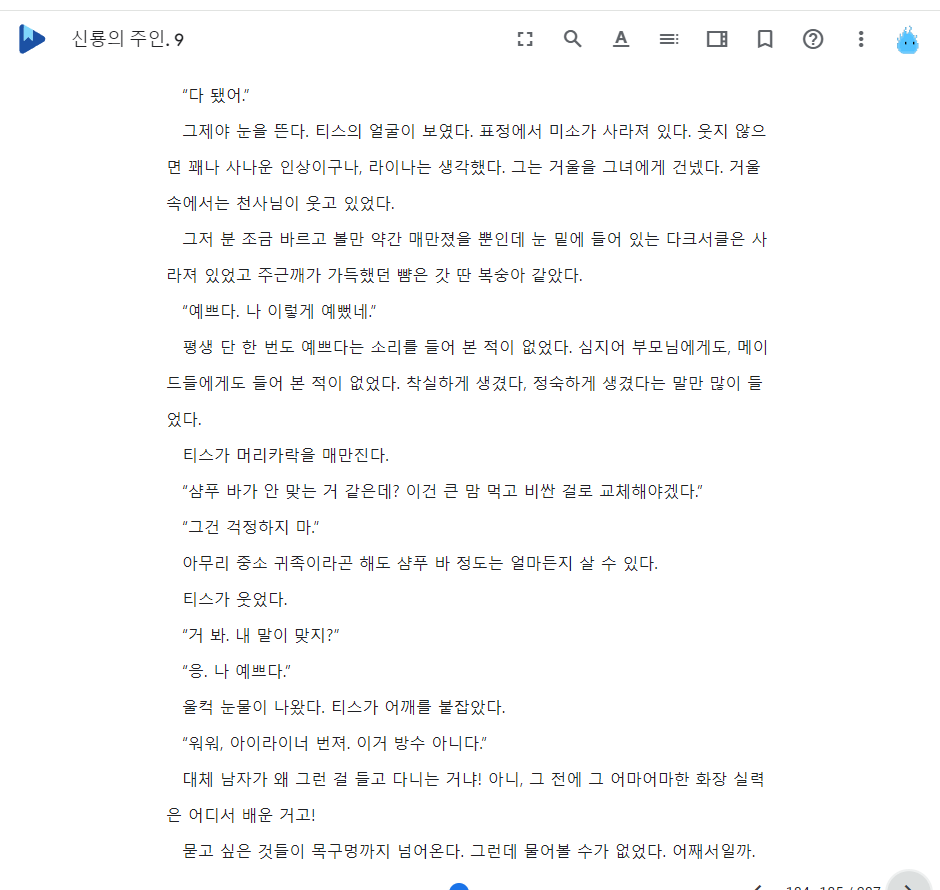 신룡의 주인. 9
“다 됐어.”
그제야 눈을 뜬다. 티스의 얼굴이 보였다. 표정에서 미소가 사라져 있다. 웃지 않으
면 꽤나 사나운 인상이구나, 라이나는 생각했다. 그는 거울을 그녀에게 건넸다. 거울
속에서는 천사님이 웃고 있었다.
그저 분 조금 바르고 볼만 약간 매만졌을 뿐인데 눈 밑에 들어 있는 다크서클은 사
라져 있었고 주근깨가 가득했던 뺨은 갓 딴 복숭아 같았다.
“예쁘다. 나 이렇게 예뻤네.”
평생 단 한 번도 예쁘다는 소리를 들어 본 적이 없었다. 심지어 부모님에게도, 메이
드들에게도 들어 본 적이 없었다. 착실하게 생겼다, 정숙하게 생겼다는 말만 많이 들
었다.
티스가 머리카락을 매만진다.
“샴푸 바가 안 맞는 거 같은데? 이건 큰 맘 먹고 비싼 걸로 교체해야겠다.”
“그건 걱정하지 마.”
아무리 중소 귀족이라곤 해도 샴푸 바 정도는 얼마든지 살 수 있다.
티스가 웃었다.
“거 봐. 내 말이 맞지?”
“응. 나 예쁘다.”
울컥 눈물이 나왔다. 티스가 어깨를 붙잡았다.
“워워, 아이라이너 번져. 이거 방수 아니다.”
대체 남자가 왜 그런 걸 들고 다니는 거냐! 아니, 그 전에 그 어마어마한 화장 실력
은 어디서 배운 거고!
묻고 싶은 것들이 목구멍까지 넘어온다. 그런데 물어볼 수가 없었다. 어째서일까.